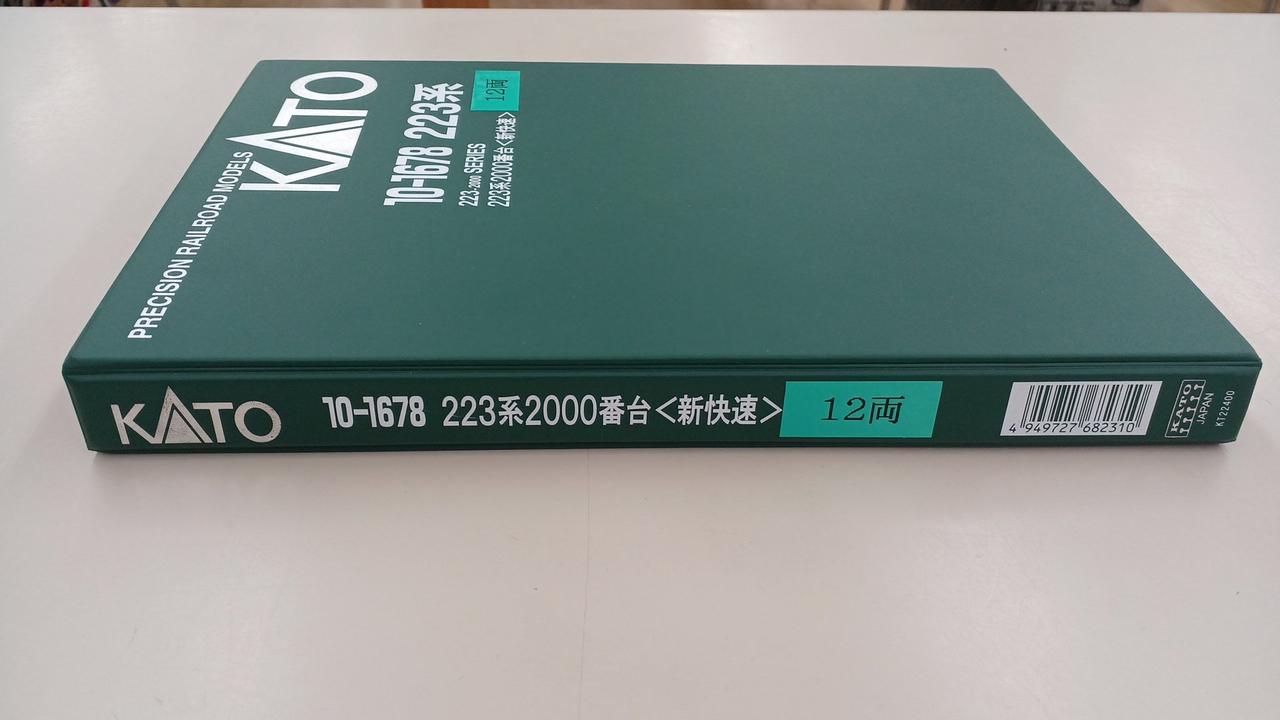 PRECISION RAILROAD MODELS
KATO
10-1678 223系
223-2000 SERIES
223系2000番台<新快速>
12両
KATO 10-1678 223系2000番台<新快速> 12両
4 949727 682310
KATO
JAPAN
KT22400